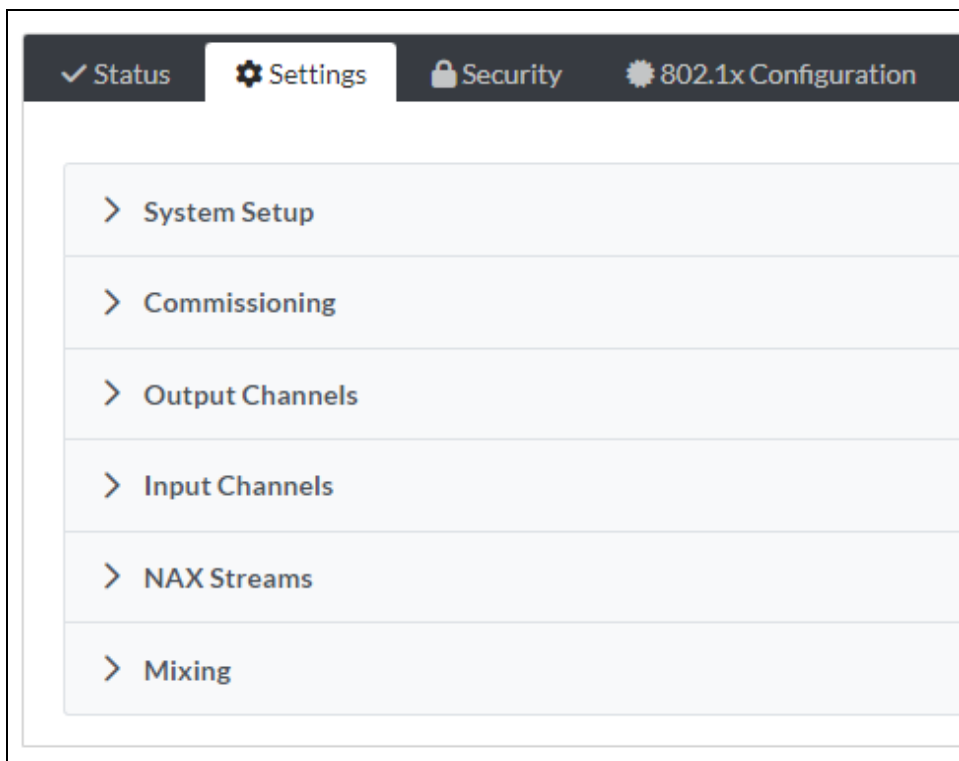 Status Settings Security 802.1x Configuration
System Setup
Commissioning
Output Channels
Input Channels
NAX Streams
Mixing